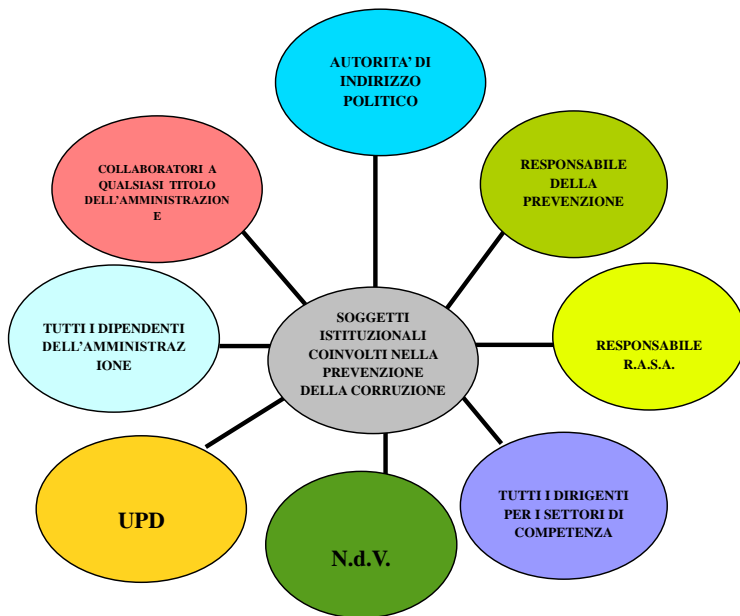 AUTORITA' DI
INDIRIZZO
POLITICO
COLLABORATORI A
QUALSIASI TITOLO
DELL'AMMINISTRAZION
E
RESPONSABILE
DELLA
PREVENZIONE
SOGGETTI
ISTITUZIONALI
COINVOLTI NELLA
PREVENZIONE
DELLA CORRUZIONE
TUTTI I DIPENDENTI
DELL'AMMINISTRAZ
IONE
RESPONSABILE
R.A.S.A.
UPD
N.d.V.
TUTTI I DIRIGENTI
PER I SETTORI DI
COMPETENZA